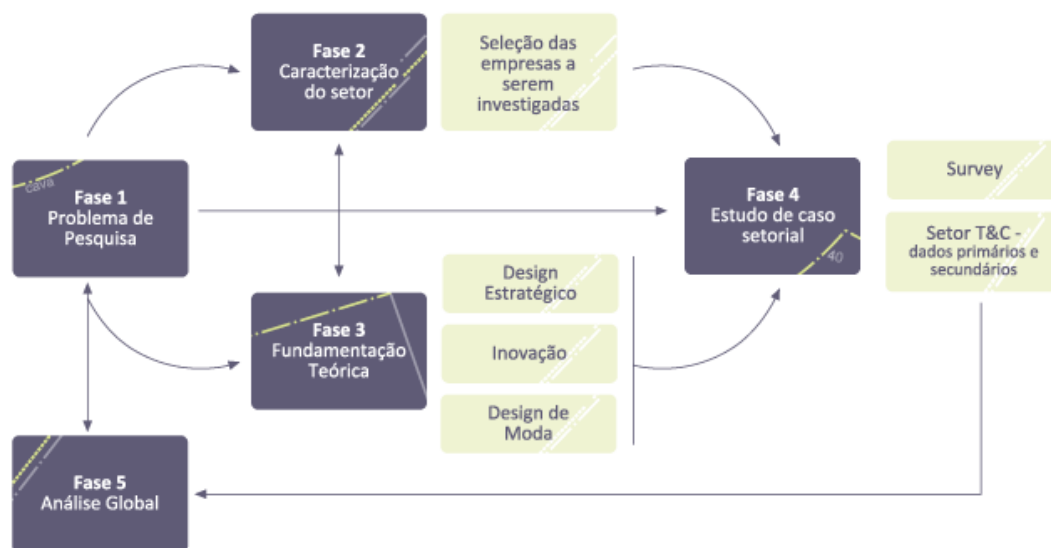 Fase 2
Caracterização
do setor
Seleção das
empresas a
serem
investigadas
Fase 1
Problema de
Pesquisa
cava
Fase 4
Estudo de caso
setorial
40
Survey
Setor T&C -
dados primários e
secundários
Fase 3
Fundamentação
Teórica
Design
Estratégico
Inovação
Design de
Moda
Fase 5
Análise Global